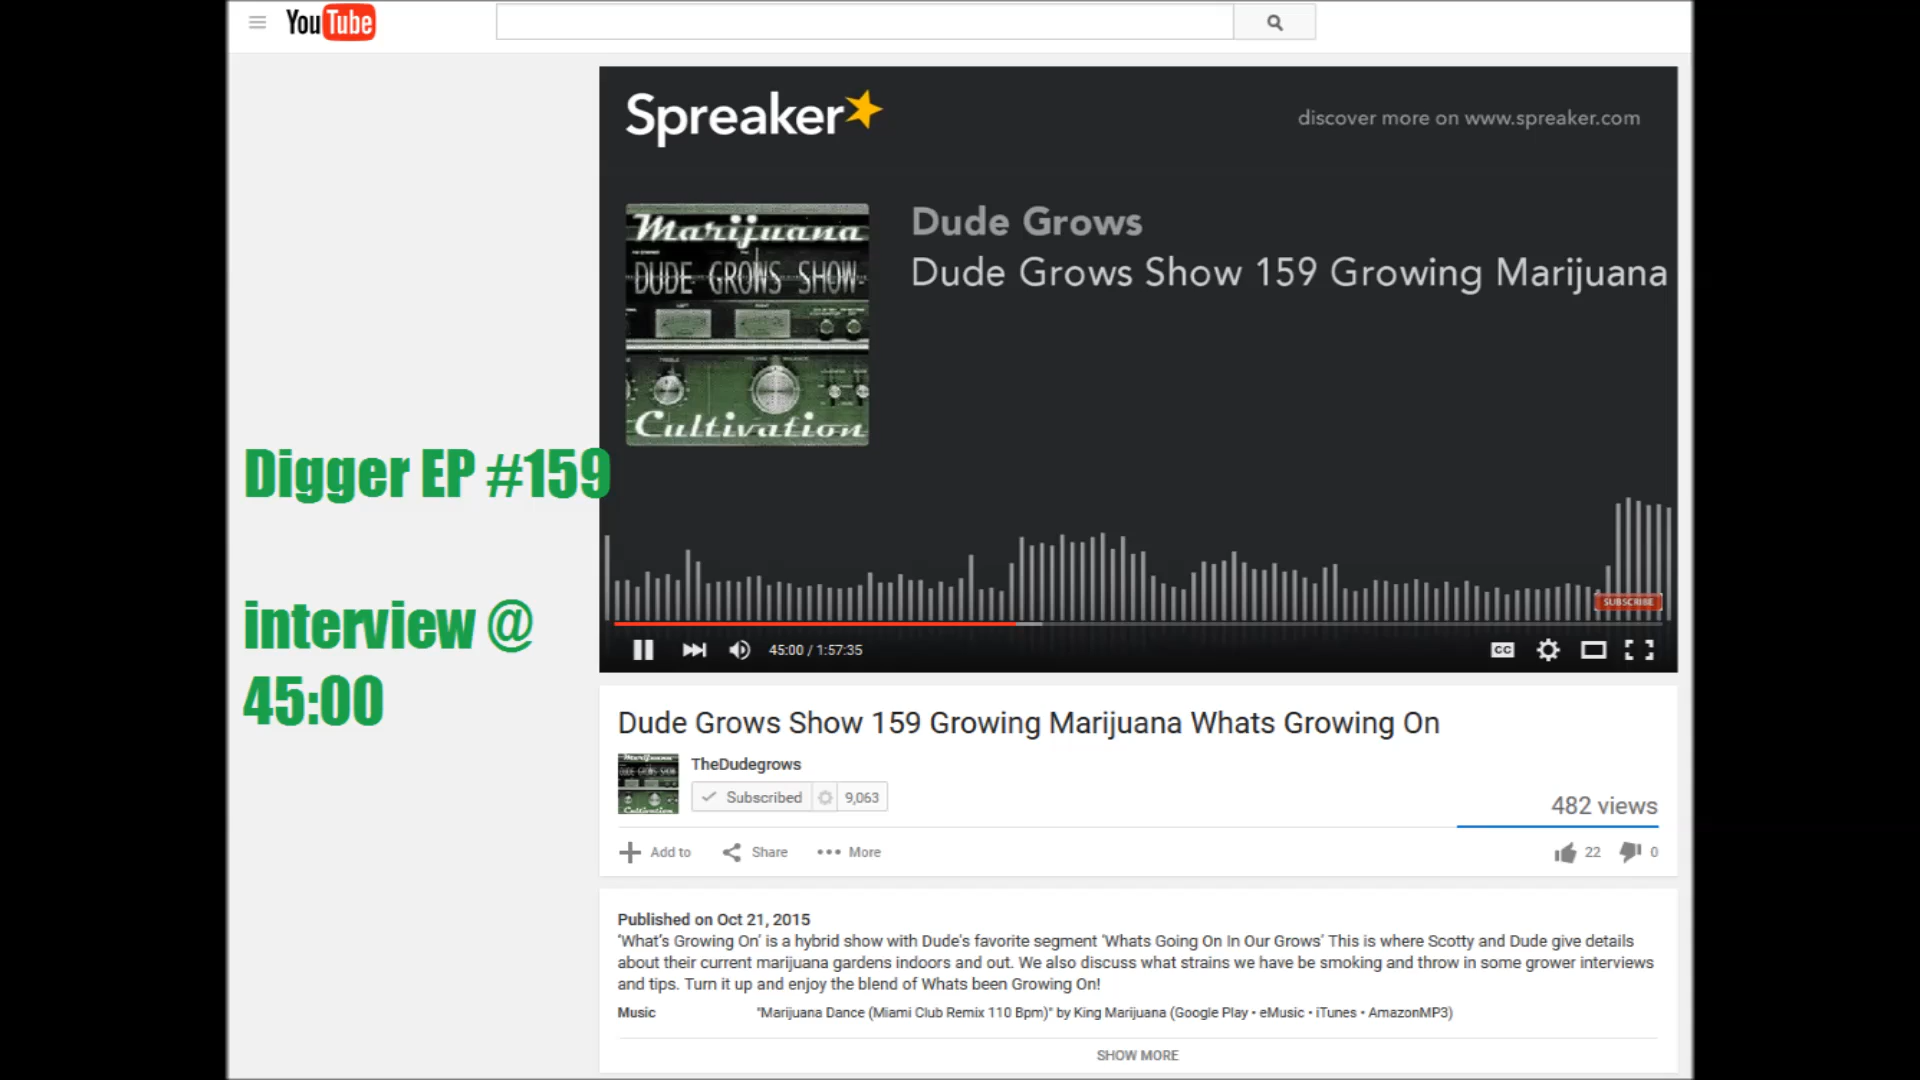 YouTube
Spreaker
discover more on www.spreaker.com
Marijuana
DUDE GROWS SHOW
Cultivation
Dude Grows
Dude Grows Show 159 Growing Marijuana
Digger EP #159
interview @
45:00
SUBSCRIBE
45:00 / 1:57:35
CC
Dude Grows Show 159 Growing Marijuana Whats Growing On
Marijuana
DUDE GROWS SHOW
Cultivation
TheDudegrows
Subscribed 9,063
482 views
Add to Share More
22 0
Published on Oct 21, 2015
'What's Growing On' is a hybrid show with Dude's favorite segment 'Whats Going On In Our Grows' This is where Scotty and Dude give details
about their current marijuana gardens indoors and out. We also discuss what strains we have be smoking and throw in some grower interviews
and tips. Turn it up and enjoy the blend of Whats been Growing On!
Music "Marijuana Dance (Miami Club Remix 110 Bpm)" by King Marijuana (Google Play • eMusic • iTunes • AmazonMP3)
SHOW MORE